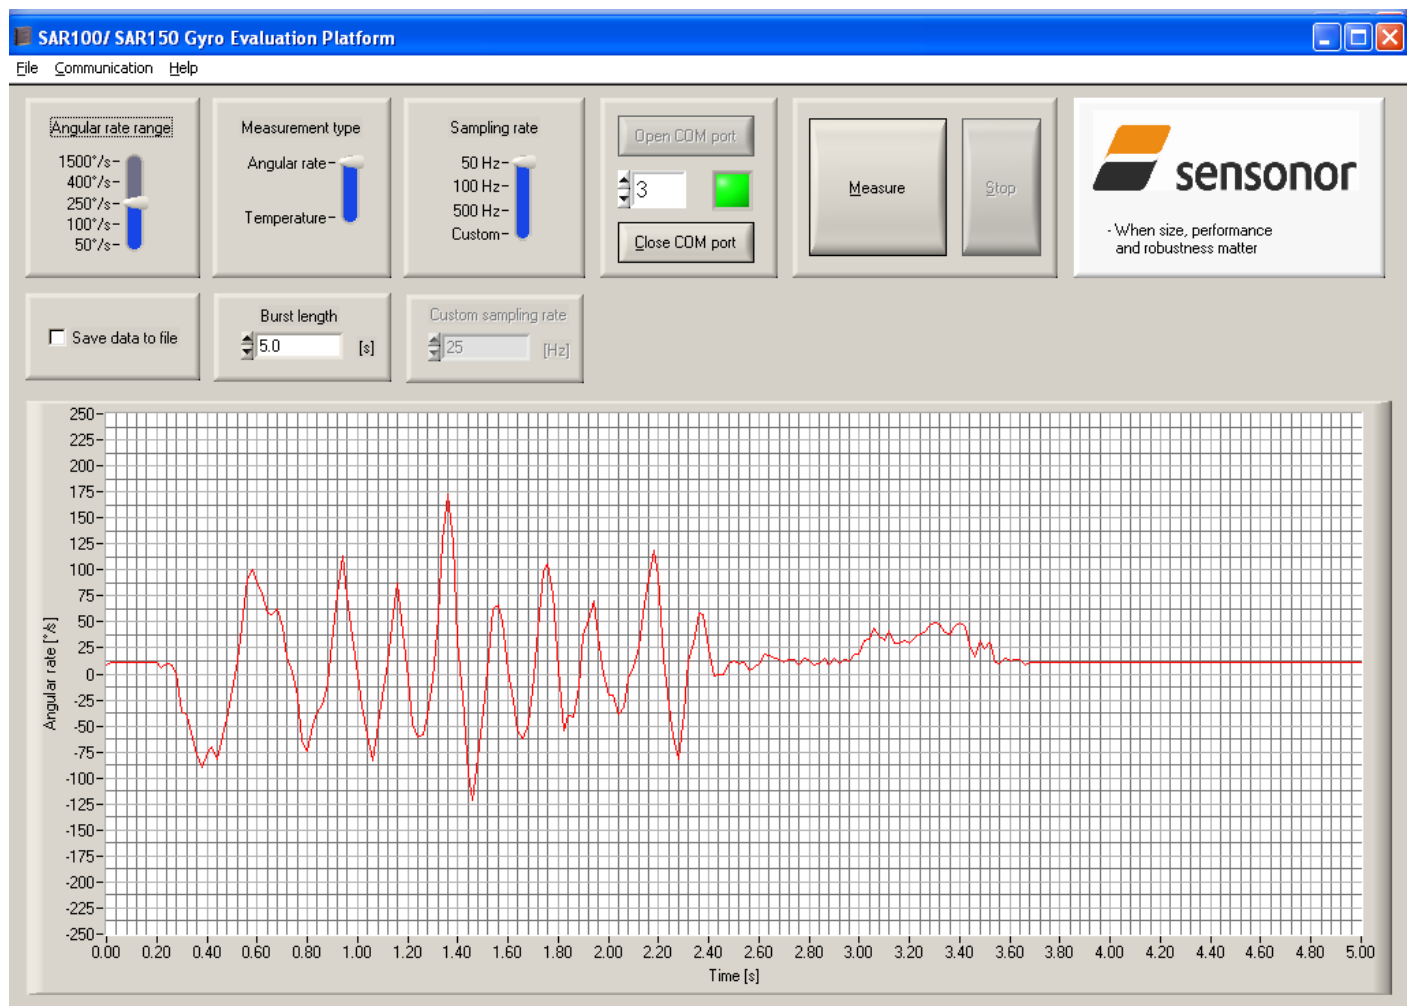 SAR100/ SAR150 Gyro Evaluation Platform
File Communication Help
Angular rate range
1500°/s
400°/s
250°/s
100°/s
50°/s
Measurement type
Angular rate
Temperature
Sampling rate
50 Hz
100 Hz
500 Hz
Custom
Open COM port
3
Close COM port
Measure
Stop
sensonor
- When size, performance
and robustness matter
Save data to file
Burst length
5.0 [s]
Custom sampling rate
25 [Hz]
250
225
200
175
150
125
100
75
50
25
0
-25
-50
-75
-100
-125
-150
-175
-200
-225
-250
Angular rate [°/s]
0.00 0.20 0.40 0.60 0.80 1.00 1.20 1.40 1.60 1.80 2.00 2.20 2.40 2.60 2.80 3.00 3.20 3.40 3.60 3.80 4.00 4.20 4.40 4.60 4.80 5.00
Time [s]